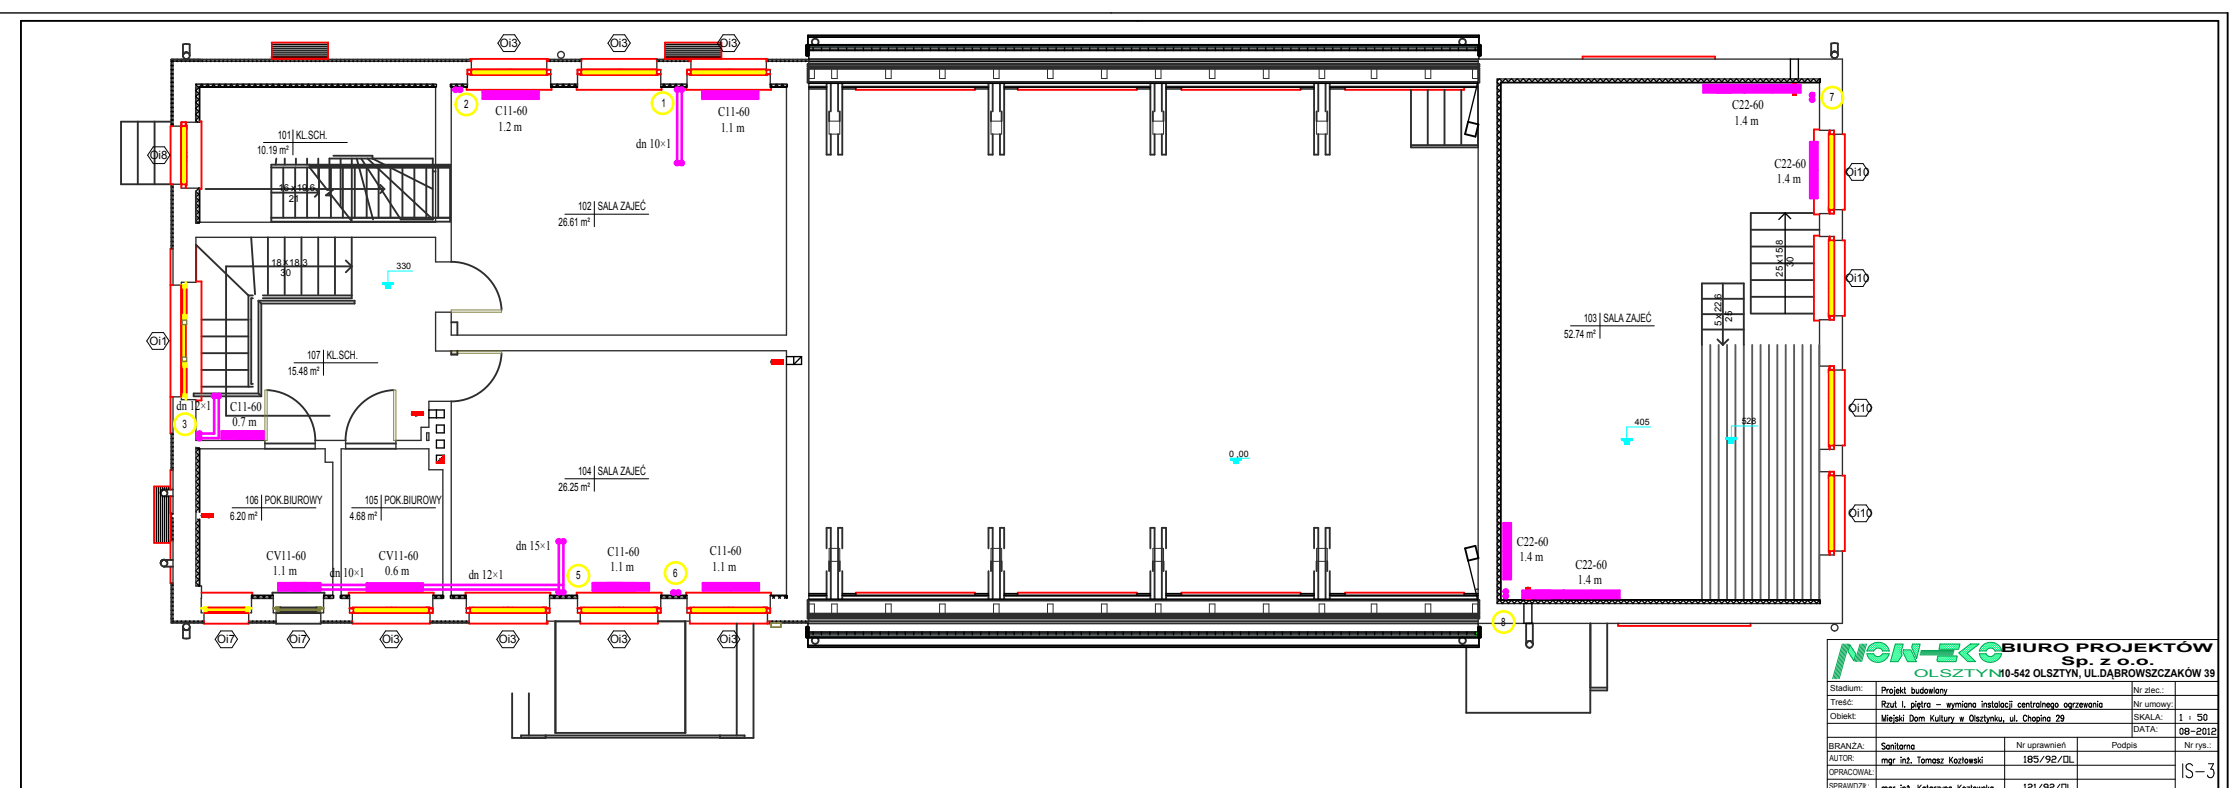 Oi3
Oi3
Oi3
2
1
7
C11-60
1.2 m
C11-60
1.1 m
C22-60
1.4 m
101 KL.SCH.
10.19 m²
dn 10×1
Oi8
C22-60
1.4 m
Oi10
16 x 19.6
21
102 SALA ZAJEĆ
26.61 m²
18 x 18.3
30
330
25 x 15.8
30
Oi10
5 x 22.6
25
103 SALA ZAJEĆ
52.74 m²
Oi1
107 KL.SCH.
15.48 m²
dn 12×1
C11-60
0.7 m
3
Oi10
405
528
0.00
104 SALA ZAJEĆ
26.25 m²
106 POK.BIUROWY
6.20 m²
105 POK.BIUROWY
4.68 m²
Oi10
dn 15×1
CV11-60
1.1 m
dn 10×1
CV11-60
0.6 m
dn 12×1
5
C11-60
1.1 m
6
C11-60
1.1 m
C22-60
1.4 m
C22-60
1.4 m
8
Oi7
Oi7
Oi3
Oi3
Oi3
Oi3
NOW-EKO BIURO PROJEKTÓW
Sp. z o.o.
OLSZTYN 10-542 OLSZTYN, UL.DĄBROWSZCZAKÓW 39
Stadium: Projekt budowlany Nr zlec.:
Treść: Rzut I. piętra - wymiana instalacji centralnego ogrzewania Nr umowy:
Obiekt: Miejski Dom Kultury w Olsztynku, ul. Chopina 29 SKALA: 1 : 50
DATA: 08-2012
BRANŻA: Sanitarna Nr uprawnień Podpis Nr rys.:
AUTOR: mgr inż. Tomasz Kozłowski 185/92/OL IS-3
OPRACOWAŁ:
SPRAWDZIŁ: mgr inż. Katarzyna Kozłowska 121/92/OL